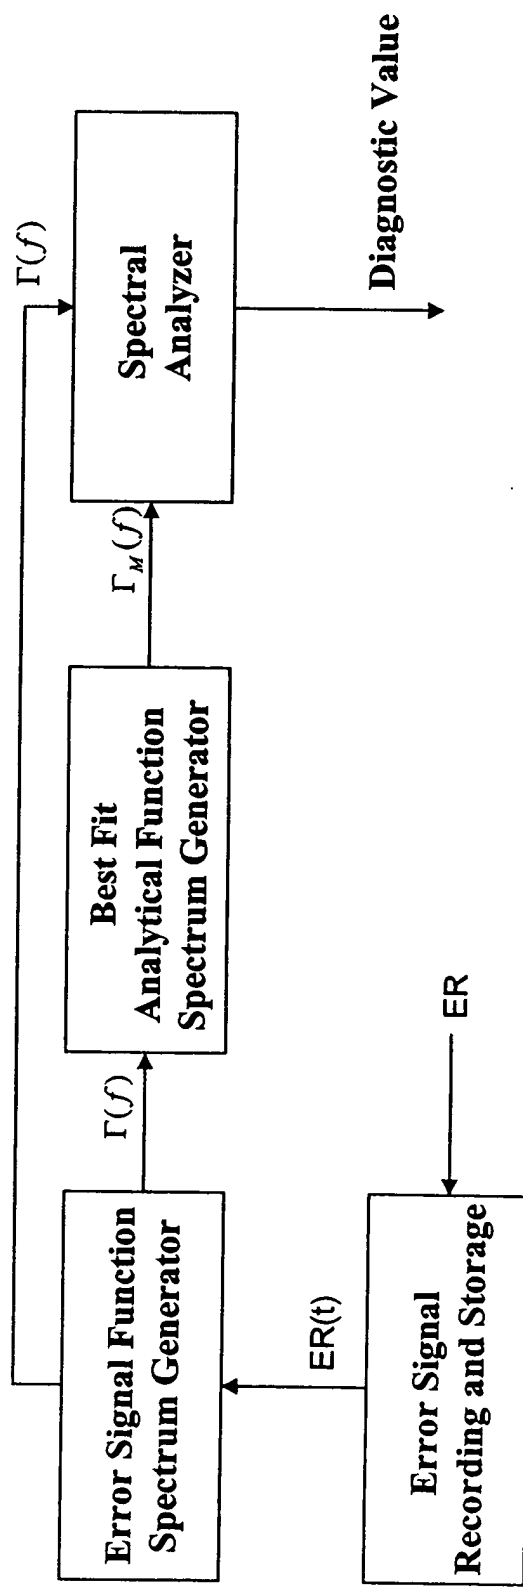 Γ(f)
Error Signal Function
Spectrum Generator
Γ(f)
Best Fit
Analytical Function
Spectrum Generator
Γ_M(f)
Spectral
Analyzer
ER(t)
Error Signal
Recording and Storage
ER
Diagnostic Value